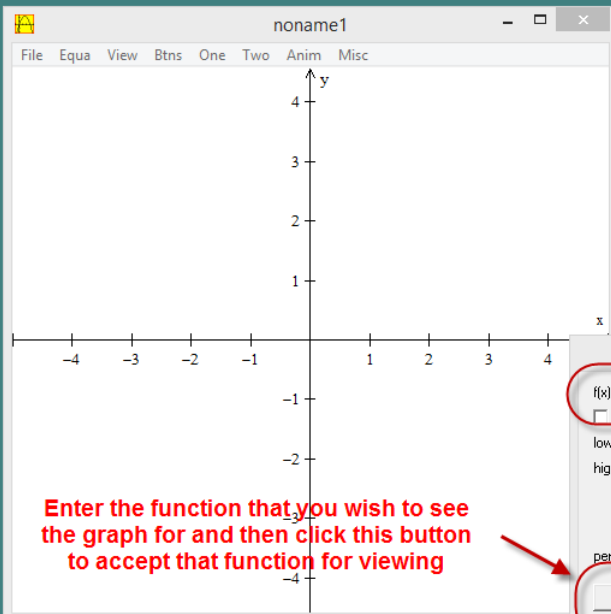 noname1
File Equa View Btns One Two Anim Misc
y
4
3
2
1
x
−4 −3 −2 −1 1 2 3 4
−1
f(x)
low
−2
hig
Enter the function that you wish to see
−3
the graph for and then click this button
to accept that function for viewing
per
−4